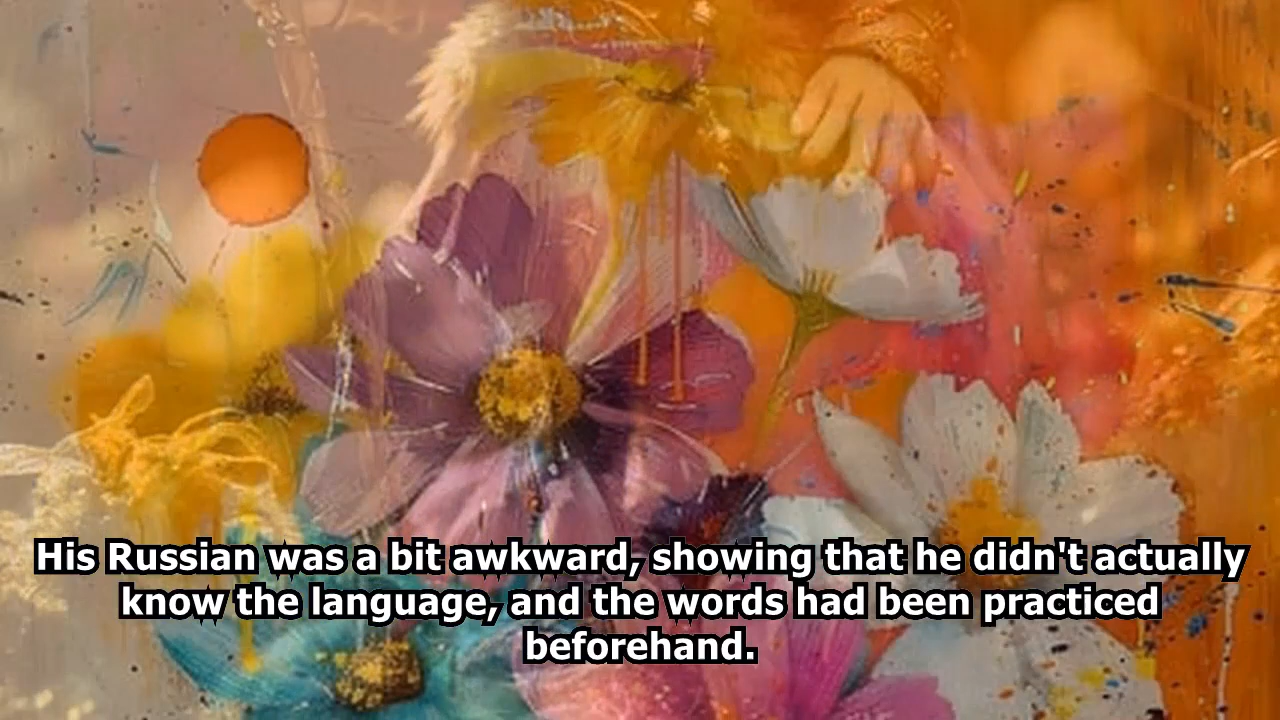 His Russian was a bit awkward, showing that he didn't actually
know the language, and the words had been practiced
beforehand.